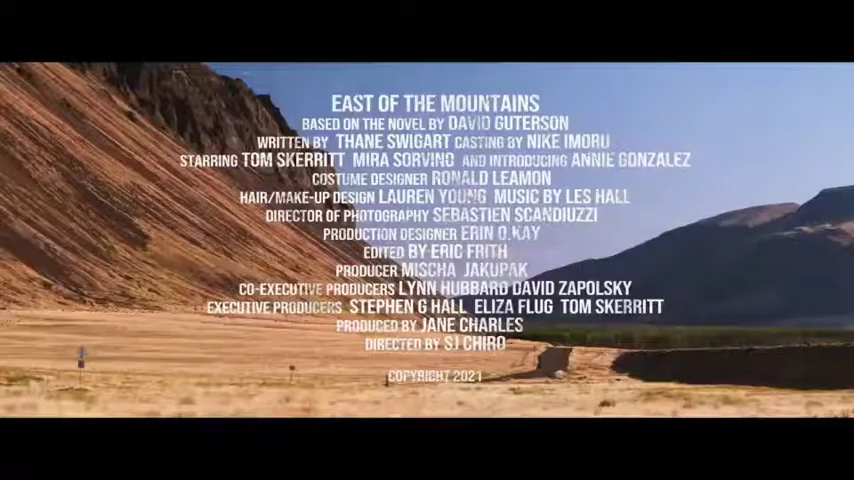 EAST OF THE MOUNTAINS
BASED ON THE NOVEL BY DAVID GUTERSON
WRITTEN BY THANE SWIGART CASTING BY NIKE IMORU
STARRING TOM SKERRITT MIRA SORVINO AND INTRODUCING ANNIE GONZALEZ
COSTUME DESIGNER RONALD LEAMON
HAIR/MAKE-UP DESIGN LAUREN YOUNG MUSIC BY LES HALL
DIRECTOR OF PHOTOGRAPHY SEBASTIEN SCANDIUZZI
PRODUCTION DESIGNER ERIN O.KAY
EDITED BY ERIC FRITH
PRODUCER MISCHA JAKUPAK
CO-EXECUTIVE PRODUCERS LYNN HUBBARD DAVID ZAPOLSKY
EXECUTIVE PRODUCERS STEPHEN G HALL ELIZA FLUG TOM SKERRITT
PRODUCED BY JANE CHARLES
DIRECTED BY SJ CHIRO
COPYRIGHT 2021